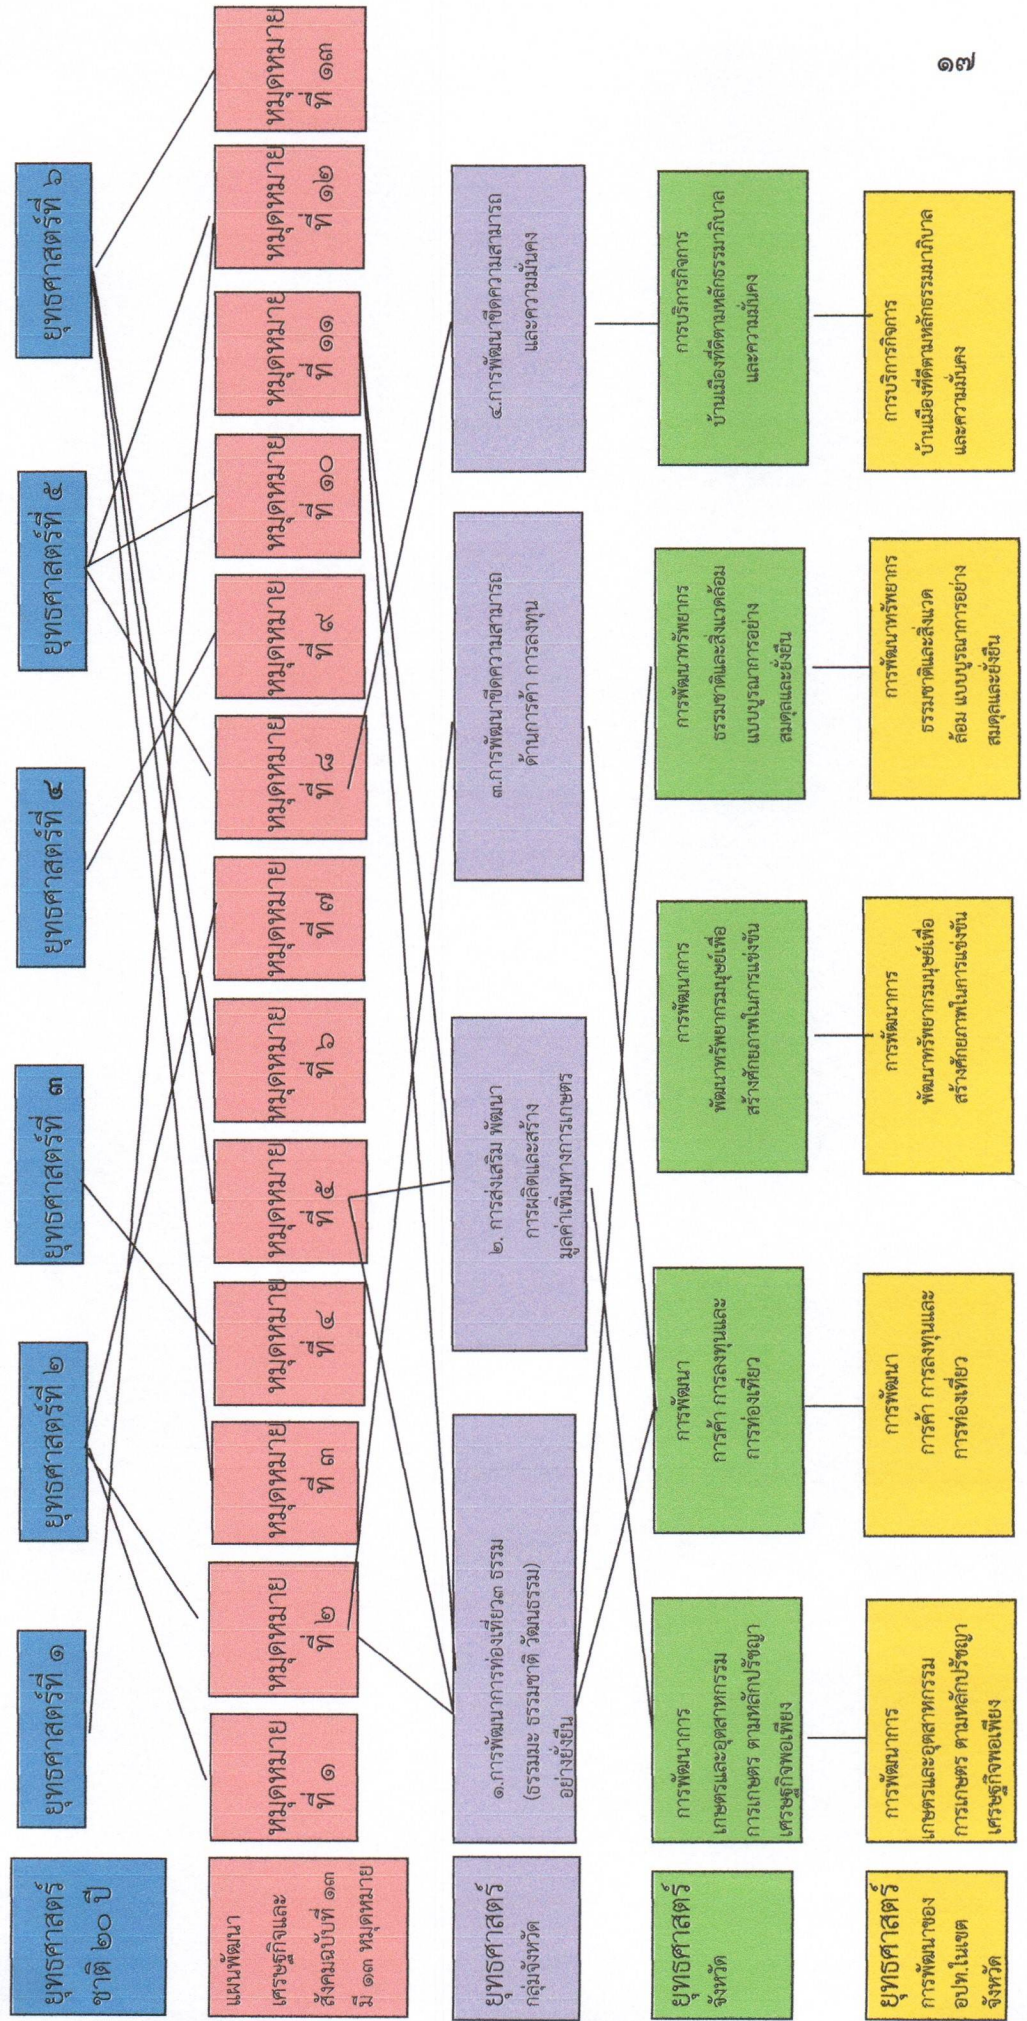 ๑๗
ยุทธศาสตร์
ชาติ ๒๐ ปี
ยุทธศาสตร์ที่ ๑
ยุทธศาสตร์ที่ ๒
ยุทธศาสตร์ที่ ๓
ยุทธศาสตร์ที่ ๔
ยุทธศาสตร์ที่ ๕
ยุทธศาสตร์ที่ ๖
แผนพัฒนา
เศรษฐกิจและ
สังคมฉบับที่ ๑๓
มี ๑๓ หมุดหมาย
หมุดหมาย
ที่ ๑
หมุดหมาย
ที่ ๒
หมุดหมาย
ที่ ๓
หมุดหมาย
ที่ ๔
หมุดหมาย
ที่ ๕
หมุดหมาย
ที่ ๖
หมุดหมาย
ที่ ๗
หมุดหมาย
ที่ ๘
หมุดหมาย
ที่ ๙
หมุดหมาย
ที่ ๑๐
หมุดหมาย
ที่ ๑๑
หมุดหมาย
ที่ ๑๒
หมุดหมาย
ที่ ๑๓
ยุทธศาสตร์
กลุ่มจังหวัด
๑.การพัฒนาการท่องเที่ยว๓ ธรรม
(ธรรมมะ ธรรมชาติ วัฒนธรรม)
อย่างยั่งยืน
๒. การส่งเสริม พัฒนา
การผลิตและสร้าง
มูลค่าเพิ่มทางการเกษตร
๓.การพัฒนาขีดความสามารถ
ด้านการค้า การลงทุน
๔.การพัฒนาขีดความสามารถ
และความมั่นคง
ยุทธศาสตร์
จังหวัด
การพัฒนาการ
เกษตรและอุตสาหกรรม
การเกษตร ตามหลักปรัชญา
เศรษฐกิจพอเพียง
การพัฒนา
การค้า การลงทุนและ
การท่องเที่ยว
การพัฒนาการ
พัฒนาทรัพยากรมนุษย์เพื่อ
สร้างศักยภาพในการแข่งขัน
การพัฒนาทรัพยากร
ธรรมชาติและสิ่งแวดล้อม
แบบบูรณาการอย่าง
สมดุลและยั่งยืน
การบริการกิจการ
บ้านเมืองที่ดีตามหลักธรรมาภิบาล
และความมั่นคง
ยุทธศาสตร์
การพัฒนาของ
อปท.ในเขต
จังหวัด
การพัฒนาการ
เกษตรและอุตสาหกรรม
การเกษตร ตามหลักปรัชญา
เศรษฐกิจพอเพียง
การพัฒนา
การค้า การลงทุนและ
การท่องเที่ยว
การพัฒนาการ
พัฒนาทรัพยากรมนุษย์เพื่อ
สร้างศักยภาพในการแข่งขัน
การพัฒนาทรัพยากร
ธรรมชาติและสิ่งแวด
ล้อม แบบบูรณาการอย่าง
สมดุลและยั่งยืน
การบริการกิจการ
บ้านเมืองที่ดีตามหลักธรรมมาภิบาล
และความมั่นคง